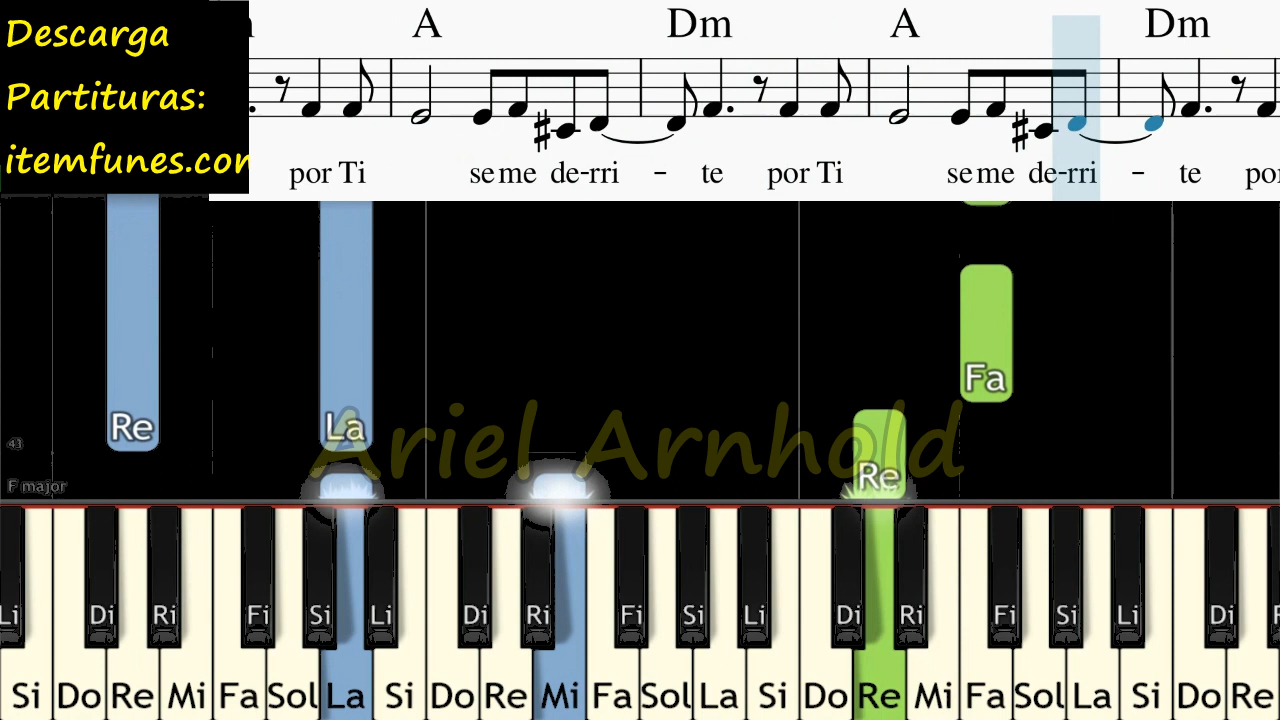 Descarga
Partituras:
A Dm A Dm
por Ti se me de-rri - te por Ti se me de-rri - te
Re La Fa
Ariel Arnhold
43
Re
F major
Li Di Ri Fi Si Li Di Ri Fi Si Li Di Ri Fi Si Li Di
Si Do Re Mi Fa Sol La Si Do Re Mi Fa Sol La Si Do Re Mi Fa Sol La Si Do Re